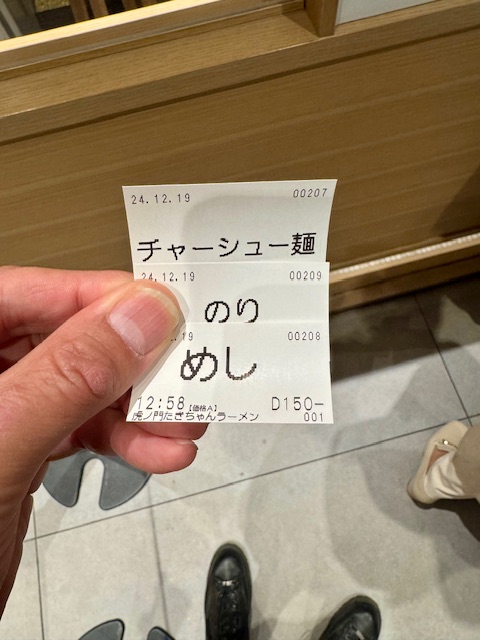 24.12.19 00207
チャーシュー麺
24.12.19 00209
のり
19 00208
めし
12:58 [価格A] D150-
虎ノ門たざちゃんラーメン 001